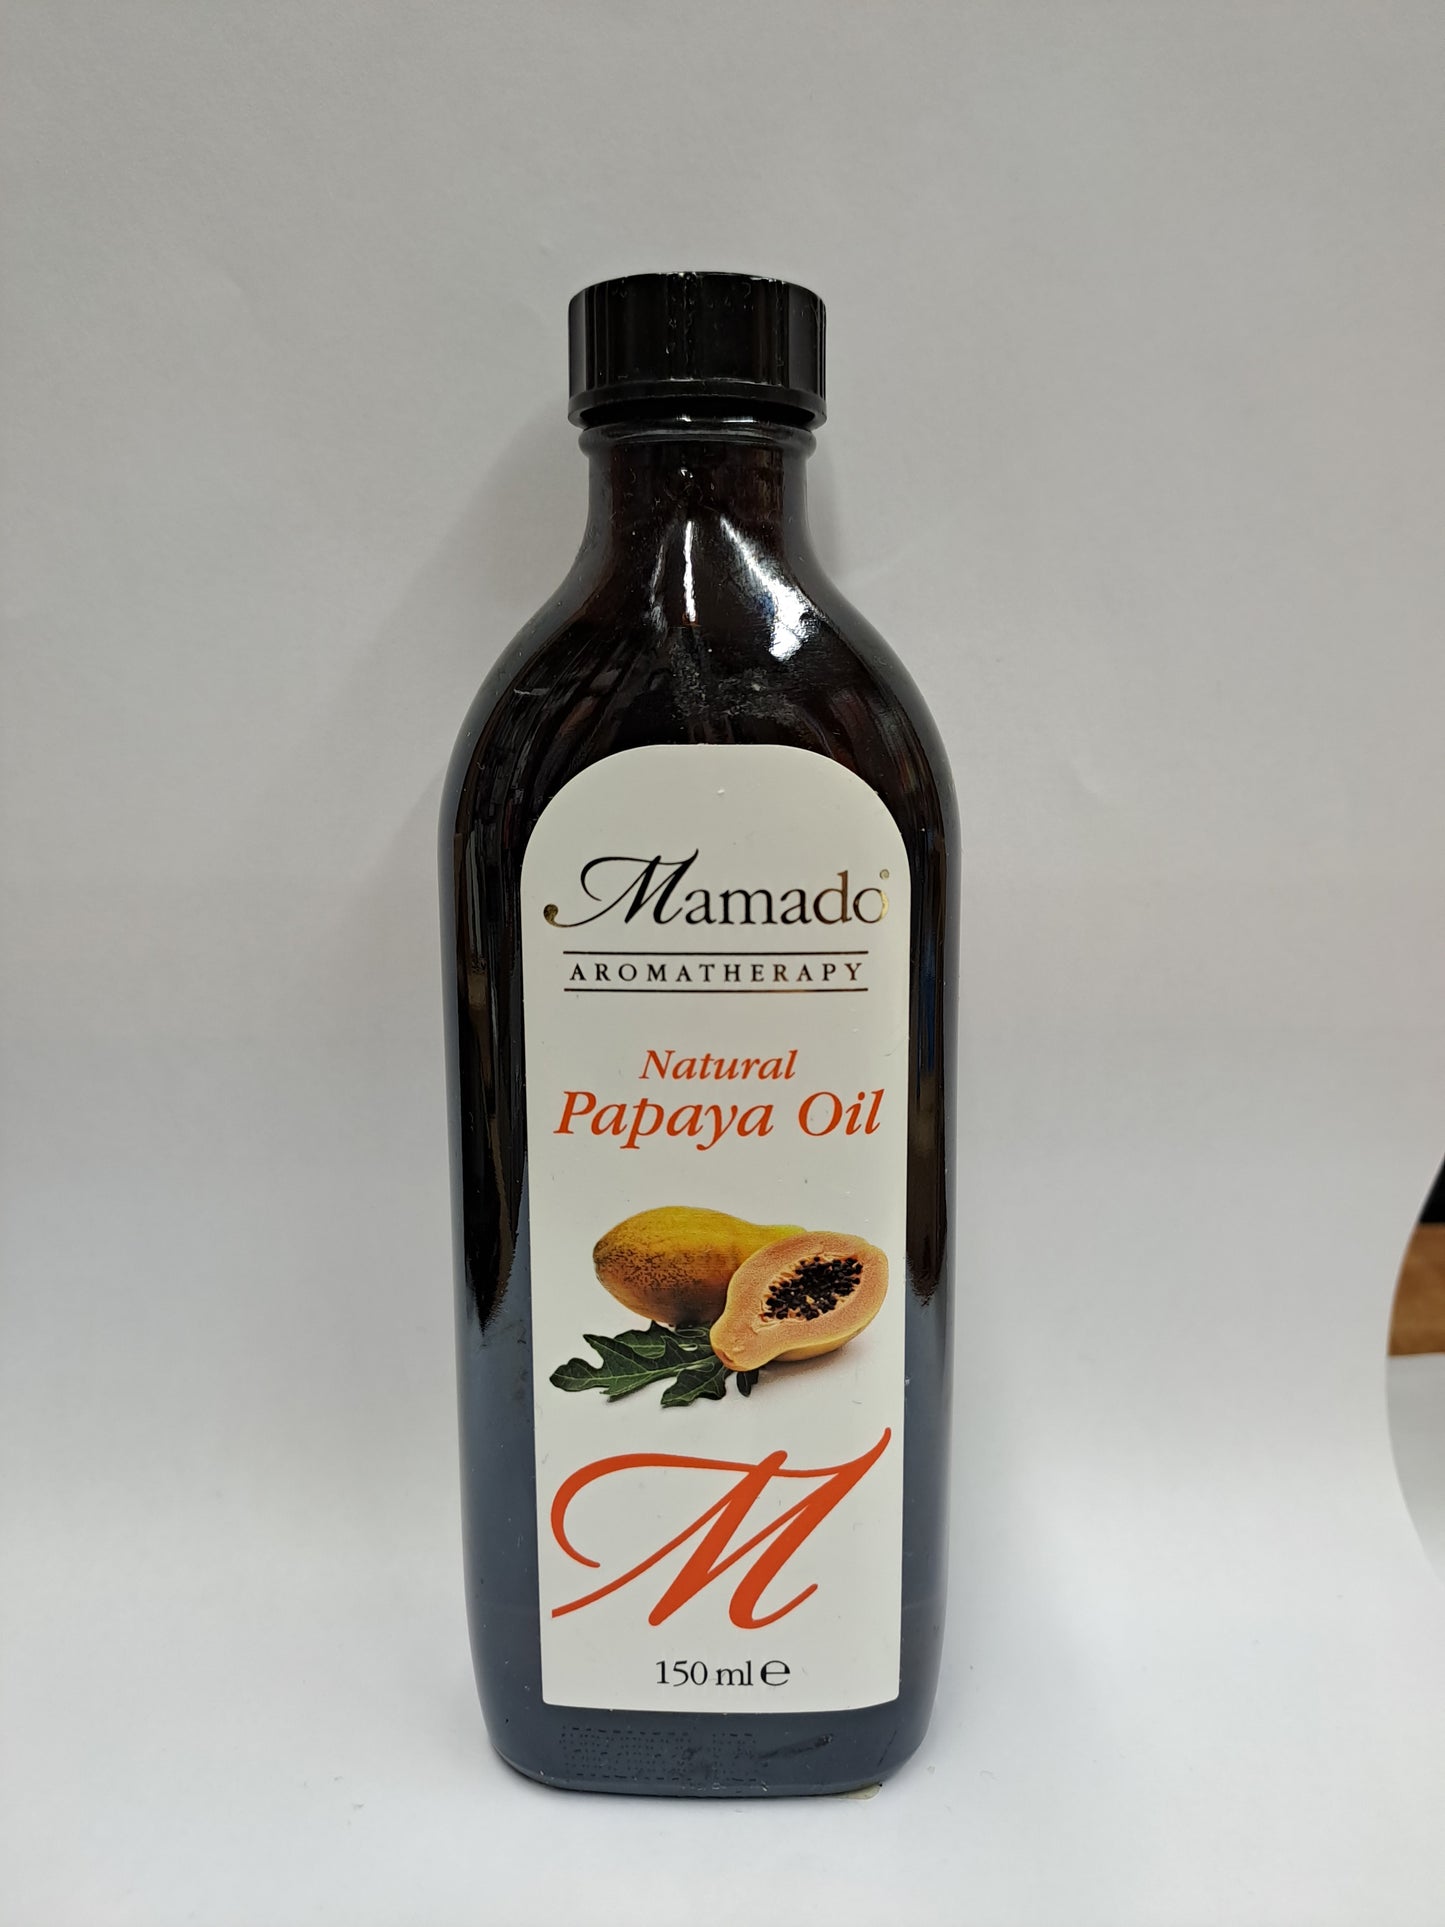 Mamado
AROMATHERAPY
Natural
Papaya Oil
M
150 ml ℮